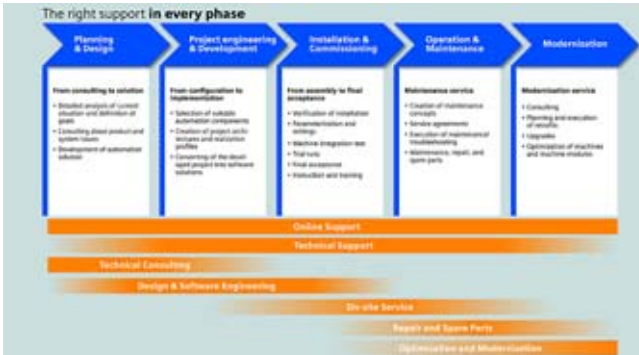 The right support in every phase
Planning
& Design
Project engineering
& Development
Installation &
Commissioning
Operation &
Maintenance
Modernization
From consulting to solution
• Detailed analysis of current
situation and definition of
goals
• Consulting about product and
system issues
• Development of automation
solution
From configuration to
implementation
• Selection of suitable
automation components
• Creation of project archi-
tectures and realization
profiles
• Converting of the devel-
oped project into software
solutions
From assembly to final
acceptance
• Verification of installation
• Parameterization and
settings
• Machine integration test
• Trial runs
• Final acceptance
• Instruction and training
Maintenance service
• Creation of maintenance
concepts
• Service agreements
• Execution of maintenance/
troubleshooting
• Maintenance, repair, and
spare parts
Modernization service
• Consulting
• Planning and execution
of retrofits
• Upgrades
• Optimization of machines
and machine modules
Online Support
Technical Support
Technical Consulting
Design & Software Engineering
On-site Service
Repair and Spare Parts
Optimization and Modernization